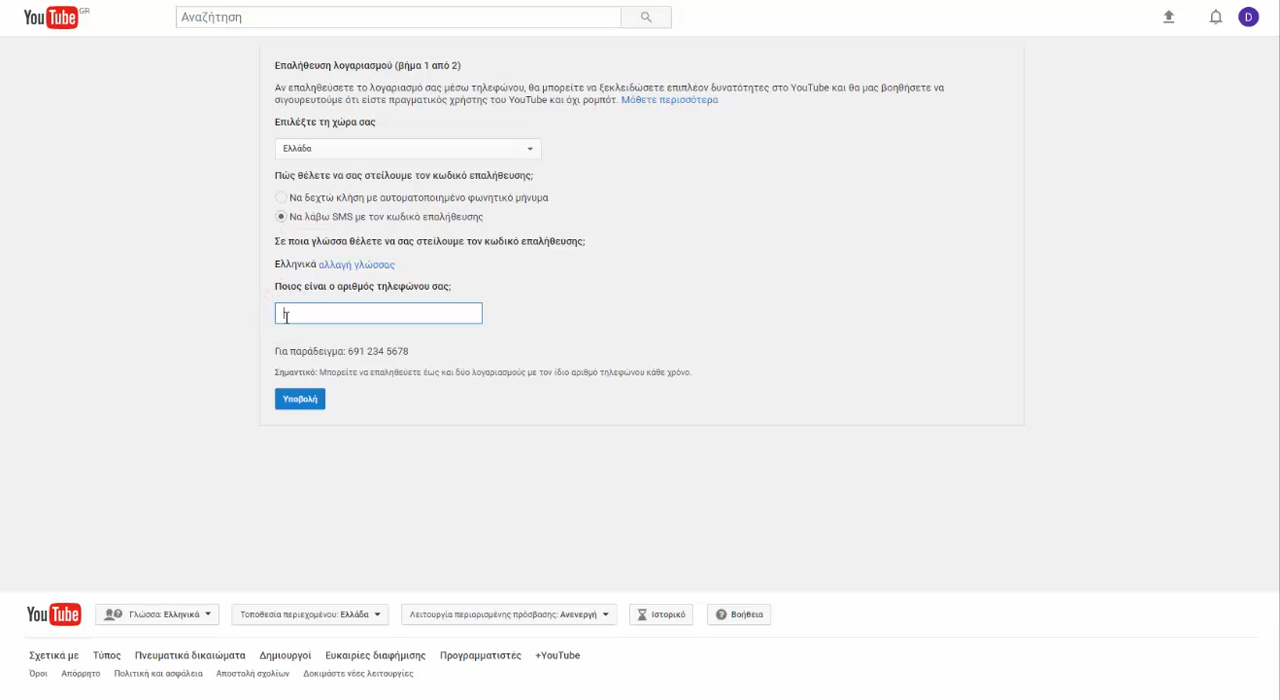 YouTube GR
Αναζήτηση
D
Επαλήθευση λογαριασμού (βήμα 1 από 2)
Αν επαληθεύσετε το λογαριασμό σας μέσω τηλεφώνου, θα μπορείτε να ξεκλειδώσετε επιπλέον δυνατότητες στο YouTube και θα μας βοηθήσετε να
σιγουρευτούμε ότι είστε πραγματικός χρήστης του YouTube και όχι ρομπότ. Μάθετε περισσότερα
Επιλέξτε τη χώρα σας
Ελλάδα
Πώς θέλετε να σας στείλουμε τον κωδικό επαλήθευσης;
Να δεχτώ κλήση με αυτοματοποιημένο φωνητικό μήνυμα
Να λάβω SMS με τον κωδικό επαλήθευσης
Σε ποια γλώσσα θέλετε να σας στείλουμε τον κωδικό επαλήθευσης;
Ελληνικά αλλαγή γλώσσας
Ποιος είναι ο αριθμός τηλεφώνου σας;
Για παράδειγμα: 691 234 5678
Σημαντικό: Μπορείτε να επαληθεύετε έως και δύο λογαριασμούς με τον ίδιο αριθμό τηλεφώνου κάθε χρόνο.
Υποβολή
YouTube Γλώσσα: Ελληνικά Τοποθεσία περιεχομένου: Ελλάδα Λειτουργία περιορισμένης πρόσβασης: Ανενεργή Ιστορικό Βοήθεια
Σχετικά με Τύπος Πνευματικά δικαιώματα Δημιουργοί Ευκαιρίες διαφήμισης Προγραμματιστές +YouTube
Όροι Απόρρητο Πολιτική και ασφάλεια Αποστολή σχολίων Δοκιμάστε νέες λειτουργίες